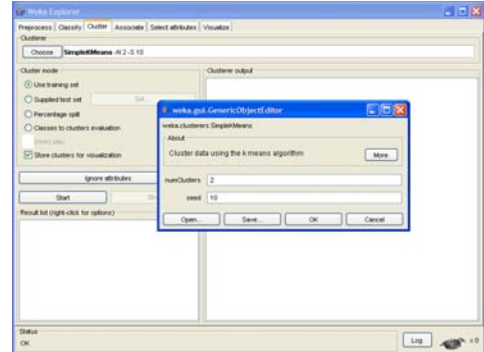 Weka Explorer
Preprocess Classify Cluster Associate Select attributes Visualize
Clusterer
Choose SimpleKMeans -N 2 -S 10
Cluster mode
Use training set
Supplied test set Set...
Percentage split
Classes to clusters evaluation
Store clusters for visualization
Ignore attributes
Start
Result list (right-click for options)
Clusterer output
weka.gui.GenericObjectEditor
weka.clusterers.SimpleKMeans
About
Cluster data using the k means algorithm
More
numClusters 2
seed 10
Open... Save... OK Cancel
Status
OK
Log x 0